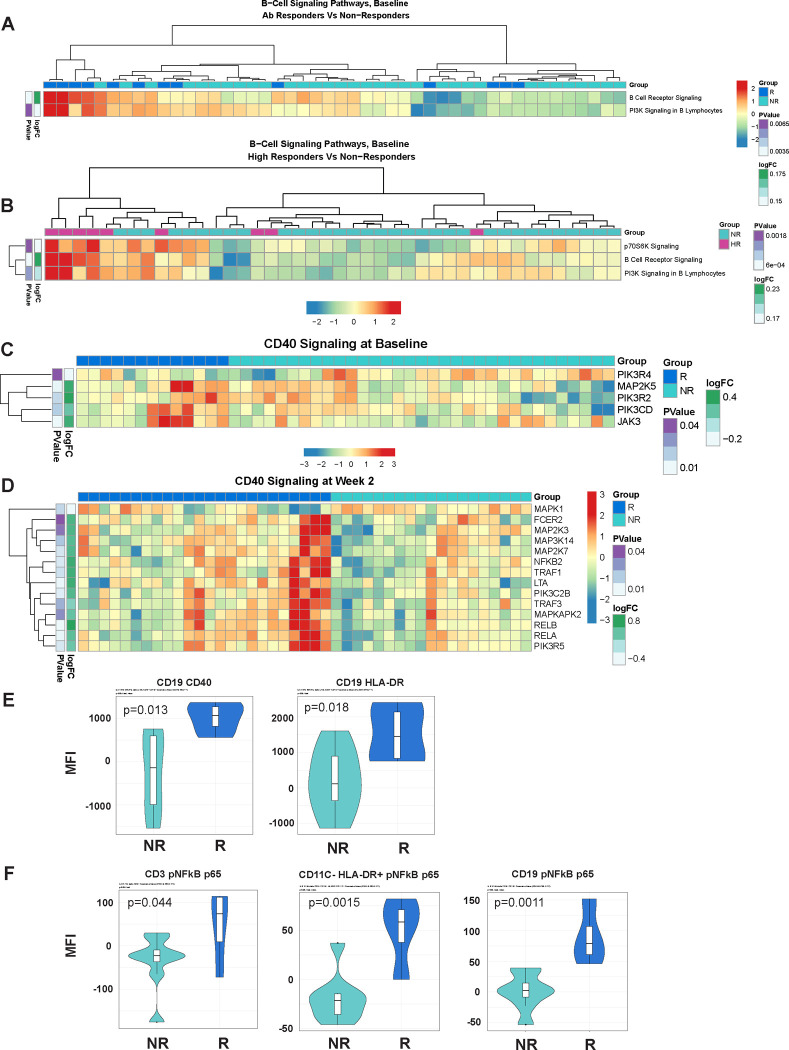 B-Cell Signaling Pathways, Baseline
Ab Responders Vs Non-Responders
A
Group
B Cell Receptor Signaling
PI3K Signaling in B Lymphocytes
PValue
logFC
2
1
0
−1
−2
Group
R
NR
PValue
0.0065
0.0035
logFC
0.175
0.15
B-Cell Signaling Pathways, Baseline
High Responders Vs Non-Responders
B
Group
p70S6K Signaling
B Cell Receptor Signaling
PI3K Signaling in B Lymphocytes
PValue
logFC
Group
NR
HR
PValue
0.0018
6e−04
logFC
0.23
0.17
−2 −1 0 1 2
C
CD40 Signaling at Baseline
Group
PIK3R4
MAP2K5
PIK3R2
PIK3CD
JAK3
PValue
logFC
−3 −2 −1 0 1 2 3
Group
R
NR
PValue
0.04
0.01
logFC
0.4
−0.2
D
CD40 Signaling at Week 2
Group
MAPK1
FCER2
MAP2K3
MAP3K14
MAP2K7
NFKB2
TRAF1
LTA
PIK3C2B
TRAF3
MAPKAPK2
RELB
RELA
PIK3R5
PValue
logFC
3
2
1
0
−1
−2
−3
Group
R
NR
PValue
0.04
0.01
logFC
0.8
−0.4
E
CD19 CD40
p=0.013
MFI
1000
0
-1000
NR R
CD19 HLA-DR
p=0.018
2000
1000
0
-1000
NR R
F
CD3 pNFkB p65
p=0.044
MFI
100
0
-100
NR R
CD11C- HLA-DR+ pNFkB p65
p=0.0015
50
0
-50
NR R
CD19 pNFkB p65
p=0.0011
150
100
50
0
-50
NR R